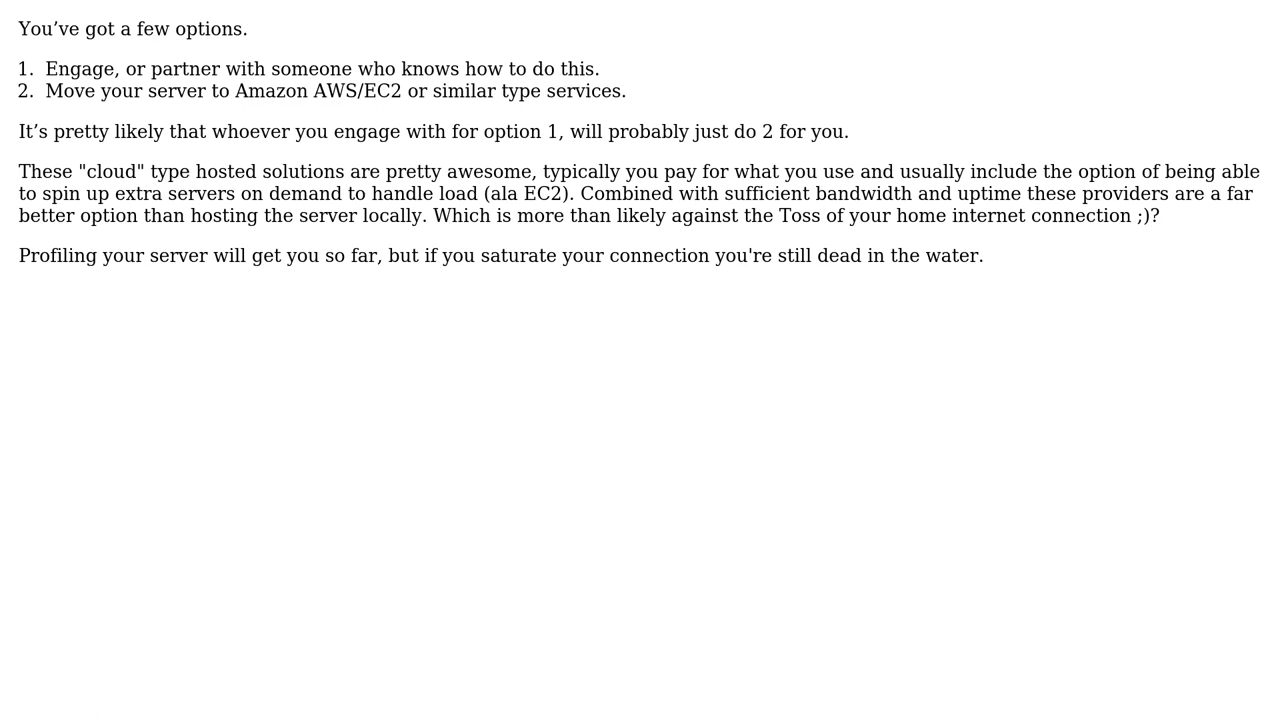 You’ve got a few options.
1. Engage, or partner with someone who knows how to do this.
2. Move your server to Amazon AWS/EC2 or similar type services.
It’s pretty likely that whoever you engage with for option 1, will probably just do 2 for you.
These "cloud" type hosted solutions are pretty awesome, typically you pay for what you use and usually include the option of being able
to spin up extra servers on demand to handle load (ala EC2). Combined with sufficient bandwidth and uptime these providers are a far
better option than hosting the server locally. Which is more than likely against the Toss of your home internet connection ;)?
Profiling your server will get you so far, but if you saturate your connection you're still dead in the water.